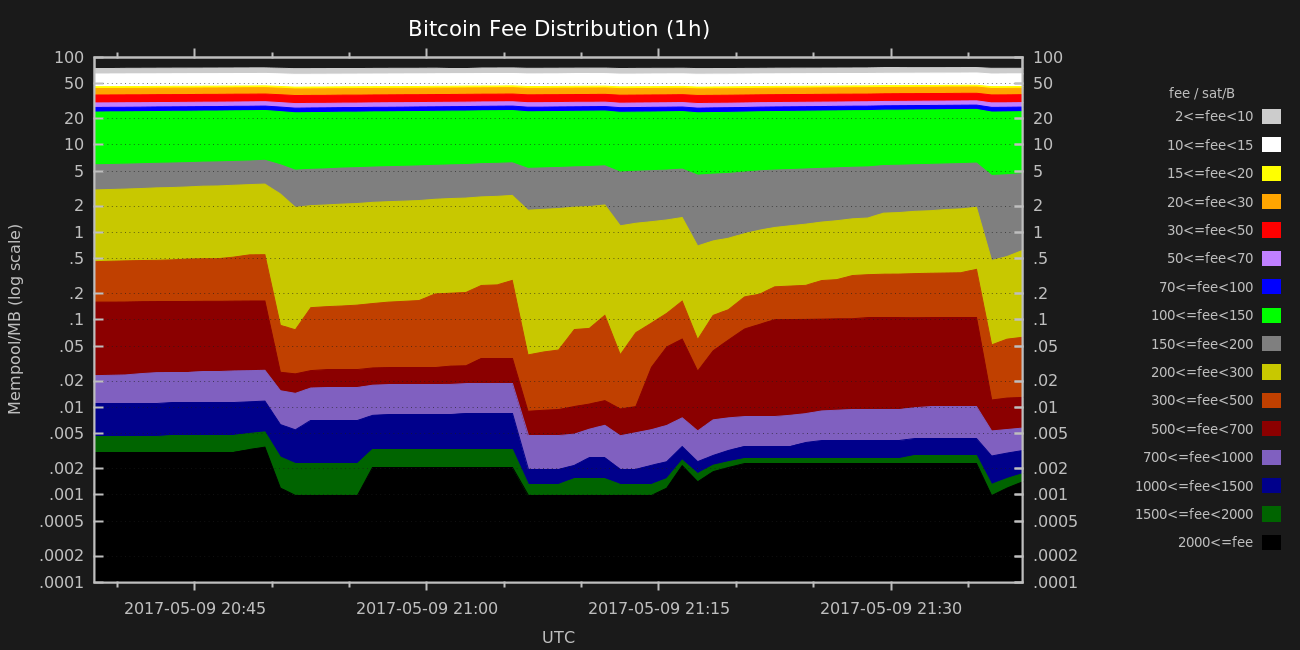 Bitcoin Fee Distribution (1h)
Mempool/MB (log scale)
100
50
20
10
5
2
1
.5
.2
.1
.05
.02
.01
.005
.002
.001
.0005
.0002
.0001
100
50
20
10
5
2
1
.5
.2
.1
.05
.02
.01
.005
.002
.001
.0005
.0002
.0001
2017-05-09 20:45
2017-05-09 21:00
2017-05-09 21:15
2017-05-09 21:30
UTC
fee / sat/B
2<=fee<10
10<=fee<15
15<=fee<20
20<=fee<30
30<=fee<50
50<=fee<70
70<=fee<100
100<=fee<150
150<=fee<200
200<=fee<300
300<=fee<500
500<=fee<700
700<=fee<1000
1000<=fee<1500
1500<=fee<2000
2000<=fee